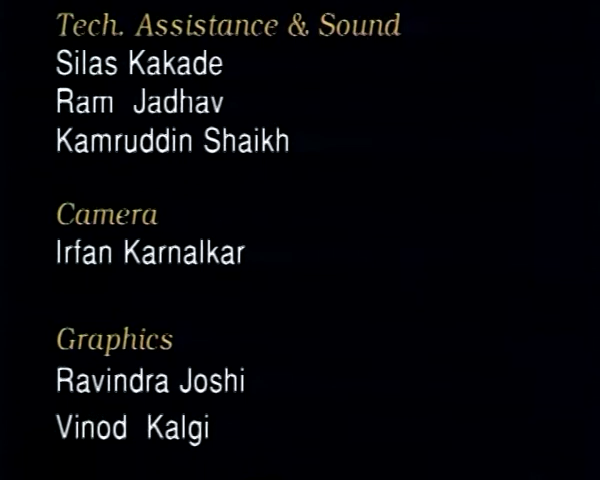 Tech. Assistance & Sound
Silas Kakade
Ram Jadhav
Kamruddin Shaikh
Camera
Irfan Karnalkar
Graphics
Ravindra Joshi
Vinod Kalgi